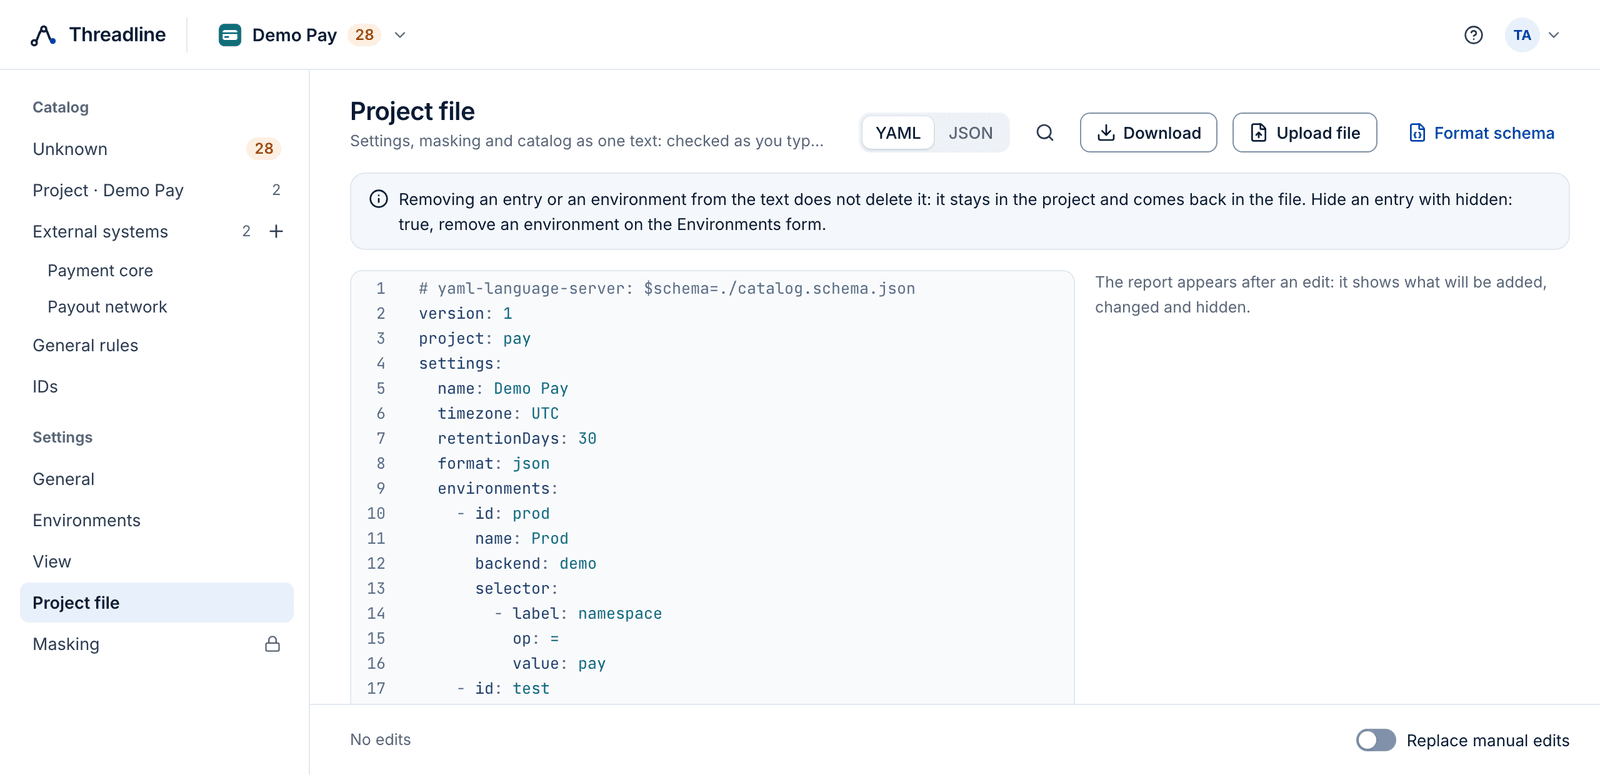 Threadline
Demo Pay 28
TA
Catalog
Unknown 28
Project · Demo Pay 2
External systems 2
Payment core
Payout network
General rules
IDs
Settings
General
Environments
View
Project file
Masking
Project file
Settings, masking and catalog as one text: checked as you typ...
YAML JSON
Download
Upload file
Format schema
Removing an entry or an environment from the text does not delete it: it stays in the project and comes back in the file. Hide an entry with hidden:
true, remove an environment on the Environments form.
1 # yaml-language-server: $schema=./catalog.schema.json
2 version: 1
3 project: pay
4 settings:
5 name: Demo Pay
6 timezone: UTC
7 retentionDays: 30
8 format: json
9 environments:
10 - id: prod
11 name: Prod
12 backend: demo
13 selector:
14 - label: namespace
15 op: =
16 value: pay
17 - id: test
The report appears after an edit: it shows what will be added,
changed and hidden.
No edits
Replace manual edits